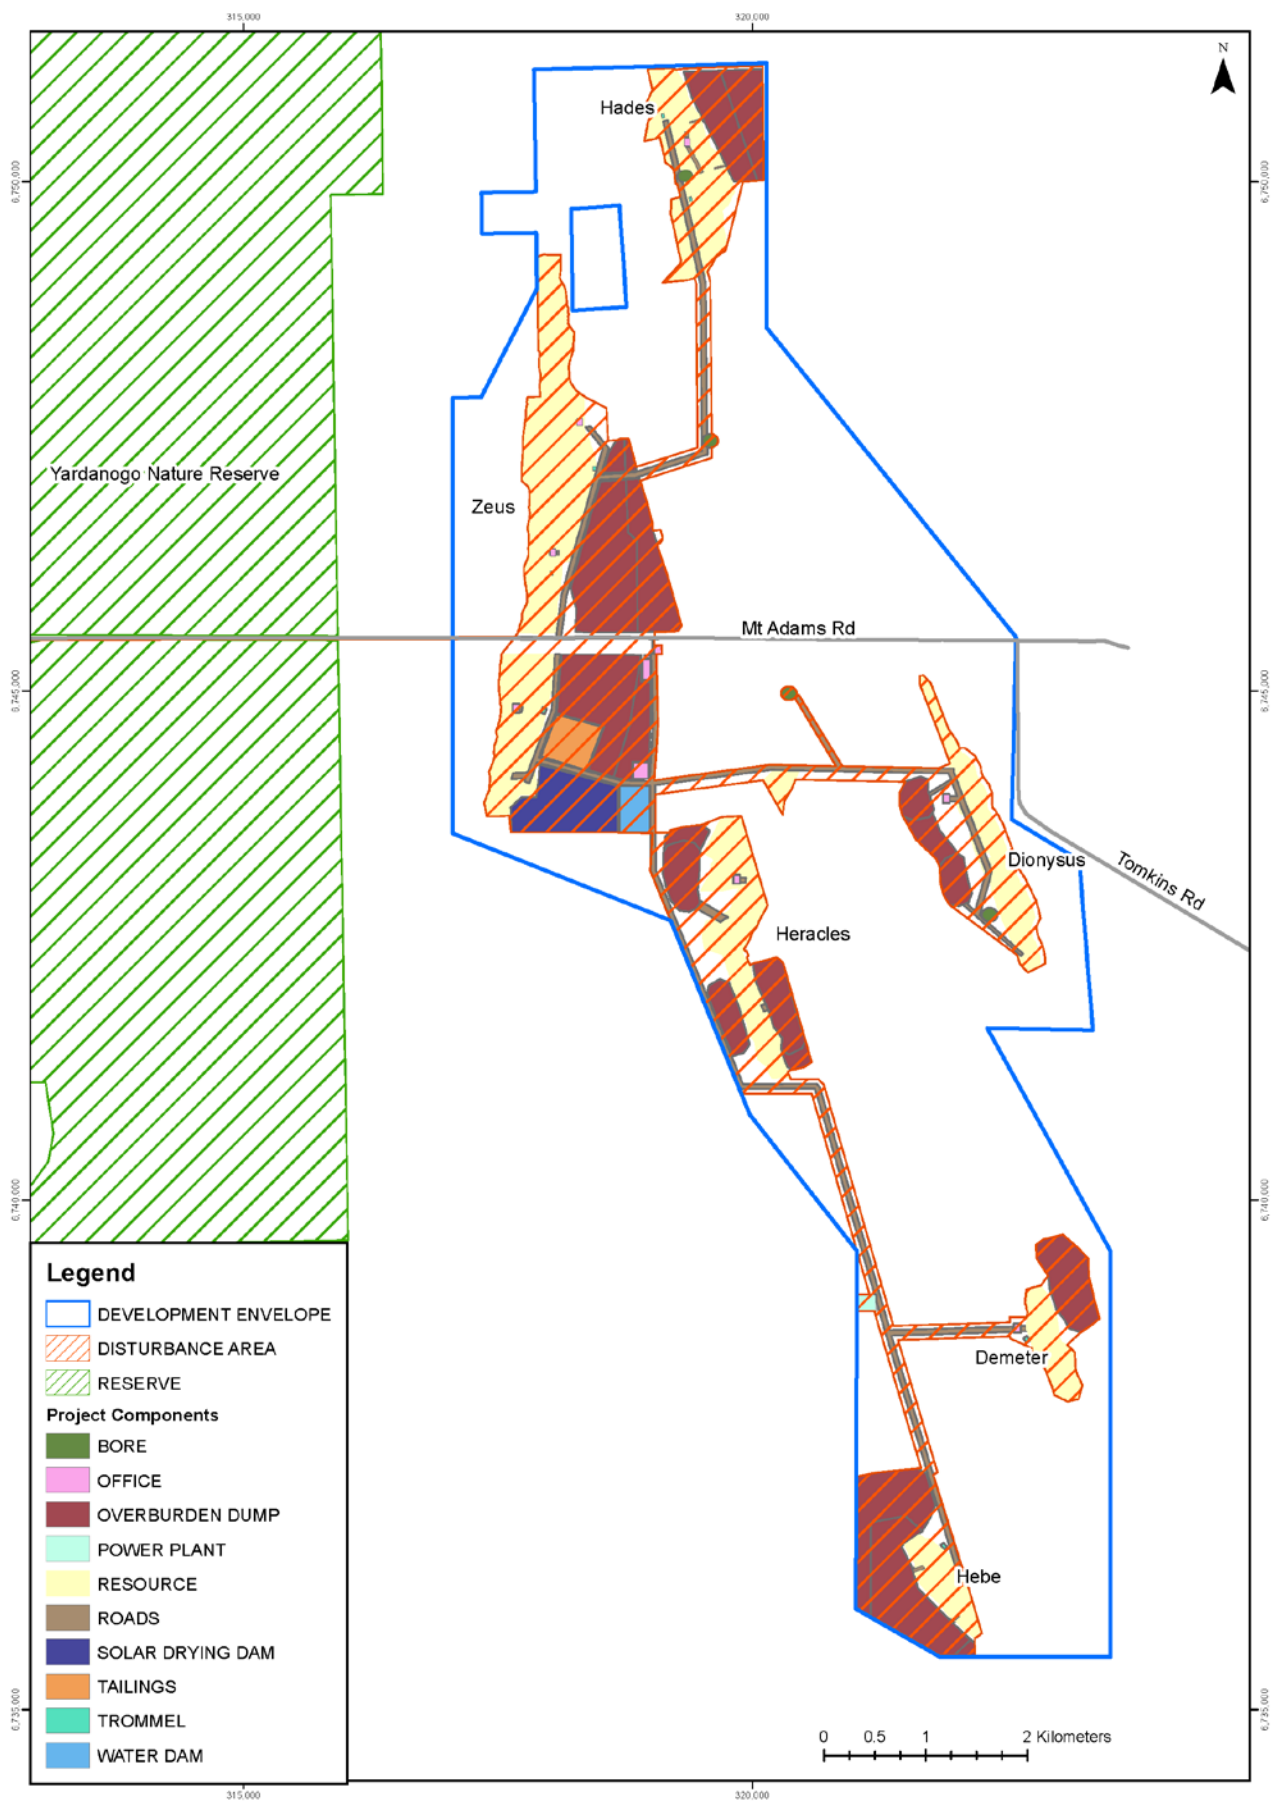 315,000
320,000
N
Hades
6,750,000
6,750,000
Yardanogo Nature Reserve
Zeus
Mt Adams Rd
6,745,000
6,745,000
Dionysus
Tomkins Rd
Heracles
6,740,000
6,740,000
Legend
DEVELOPMENT ENVELOPE
DISTURBANCE AREA
RESERVE
Project Components
BORE
OFFICE
OVERBURDEN DUMP
POWER PLANT
RESOURCE
ROADS
SOLAR DRYING DAM
TAILINGS
TROMMEL
WATER DAM
Demeter
Hebe
6,735,000
6,735,000
0 0.5 1 2 Kilometers
315,000
320,000